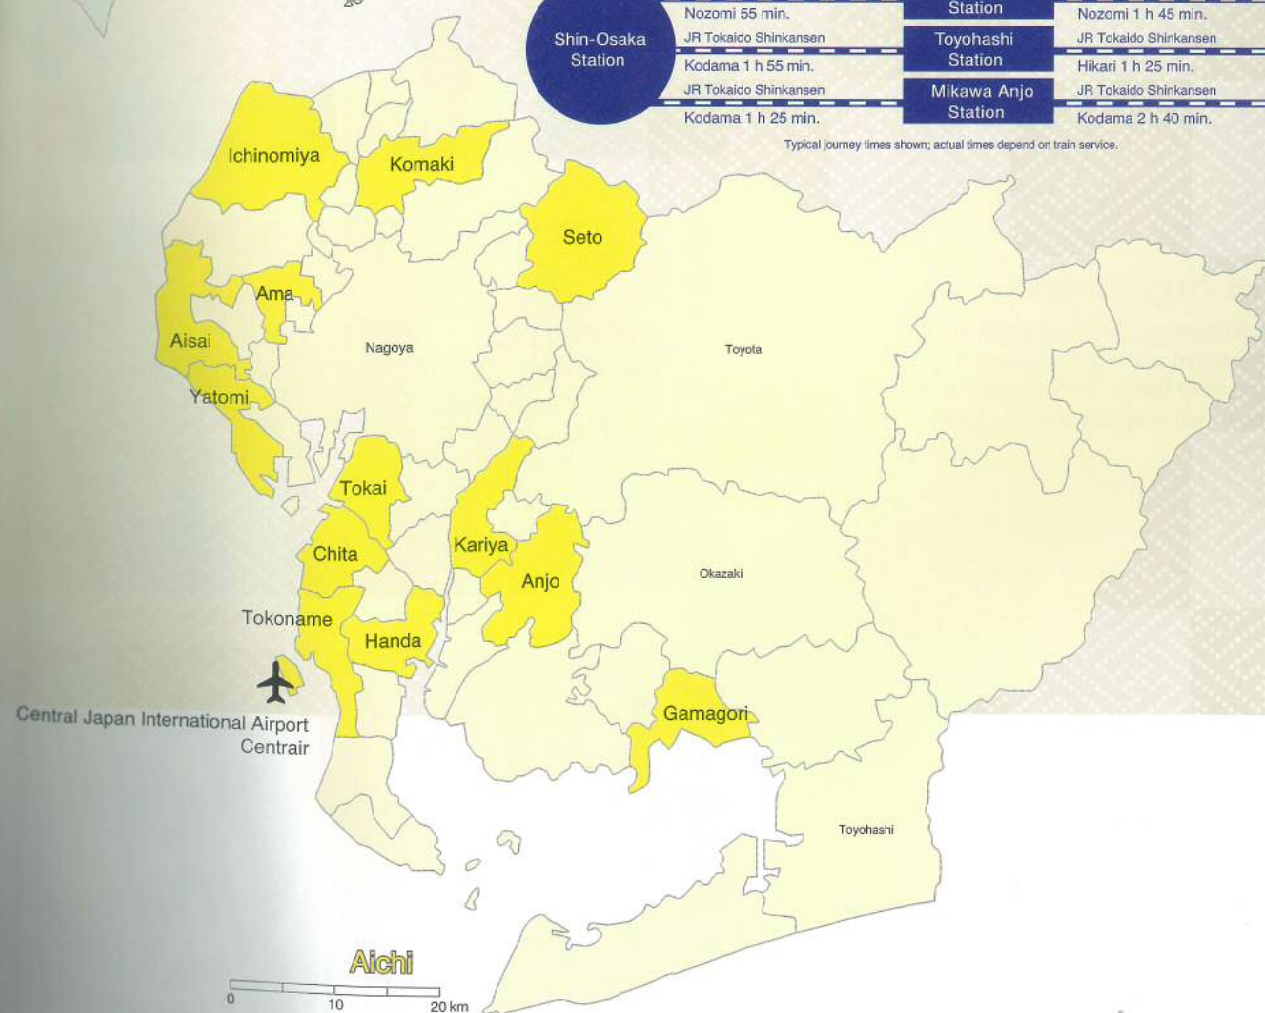 Station
Nozomi 55 min.
Nozomi 1 h 45 min.
Shin-Osaka
Station
JR Tokaido Shinkansen
Toyohashi
Station
JR Tokaido Shinkansen
Kodama 1 h 55 min.
Hikari 1 h 25 min.
JR Tokaido Shinkansen
Mikawa Anjo
Station
JR Tokaido Shinkansen
Kodama 1 h 25 min.
Kodama 2 h 40 min.
Typical journey times shown; actual times depend on train service.
Ichinomiya
Komaki
Seto
Ama
Aisai
Nagoya
Toyota
Yatomi
Tokai
Chita
Kariya
Anjo
Okazaki
Tokoname
Handa
Gamagori
Central Japan International Airport
Centrair
Toyohashi
Aichi
0
10
20 km